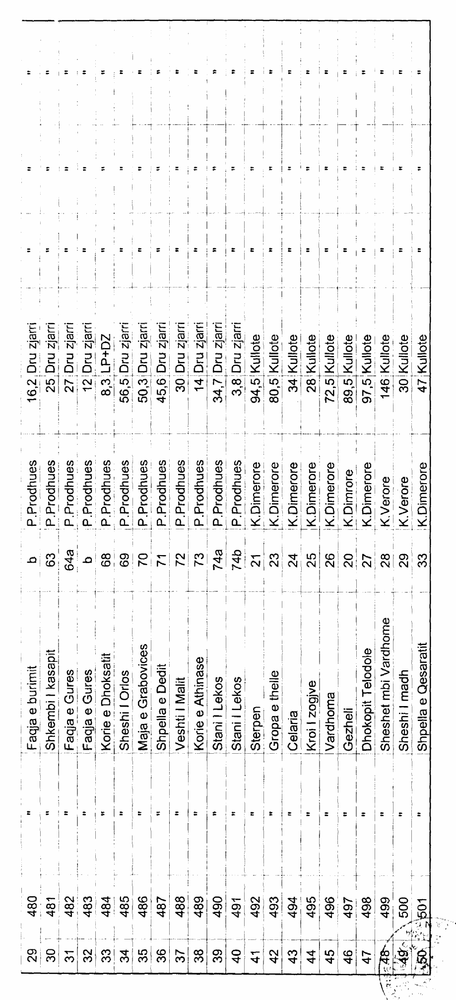 29 480 " Faqja e burimit b P.Prodhues 16,2 Dru zjarri " " "
30 481 " Shkembi I kasapit 63 P.Prodhues 25 Dru zjarri " " "
31 482 " Faqja e Gures 64a P.Prodhues 27 Dru zjarri " " "
32 483 " Faqja e Gures b P.Prodhues 12 Dru zjarri " " "
33 484 " Korie e Dhoksatit 68 P.Prodhues 8,3 LP+DZ " " "
34 485 " Sheshi I Orlos 69 P.Prodhues 56,5 Dru zjarri " " "
35 486 " Maja e Grabovices 70 P.Prodhues 50,3 Dru zjarri " " "
36 487 " Shpella e Dedit 71 P.Prodhues 45,6 Dru zjarri " " "
37 488 " Veshti I Malit 72 P.Prodhues 30 Dru zjarri " " "
38 489 " Korie e Athinase 73 P.Prodhues 14 Dru zjarri " " "
39 490 " Stani I Lekos 74a P.Prodhues 34,7 Dru zjarri " " "
40 491 " Stani I Lekos 74b P.Prodhues 3,8 Dru zjarri " " "
41 492 " Sterpen 21 K.Dimerore 94,5 Kullote " " "
42 493 " Gropa e thelle 23 K.Dimerore 80,5 Kullote " " "
43 494 " Celaria 24 K.Dimerore 34 Kullote " " "
44 495 " Kroi I zogjve 25 K.Dimerore 28 Kullote " " "
45 496 " Vardhoma 26 K.Dimerore 72,5 Kullote " " "
46 497 " Gezheli 20 K.Dimrore 89,5 Kullote " " "
47 498 " Dhokopit Telodole 27 K.Dimerore 97,5 Kullote " " "
48 499 " Sheshet mbi Vardhome 28 K.Verore 146 Kullote " " "
49 500 " Sheshi I madh 29 K.Verore 30 Kullote " " "
50 501 " Shpella e Qesaratit 33 K.Dimerore 47 Kullote " " "